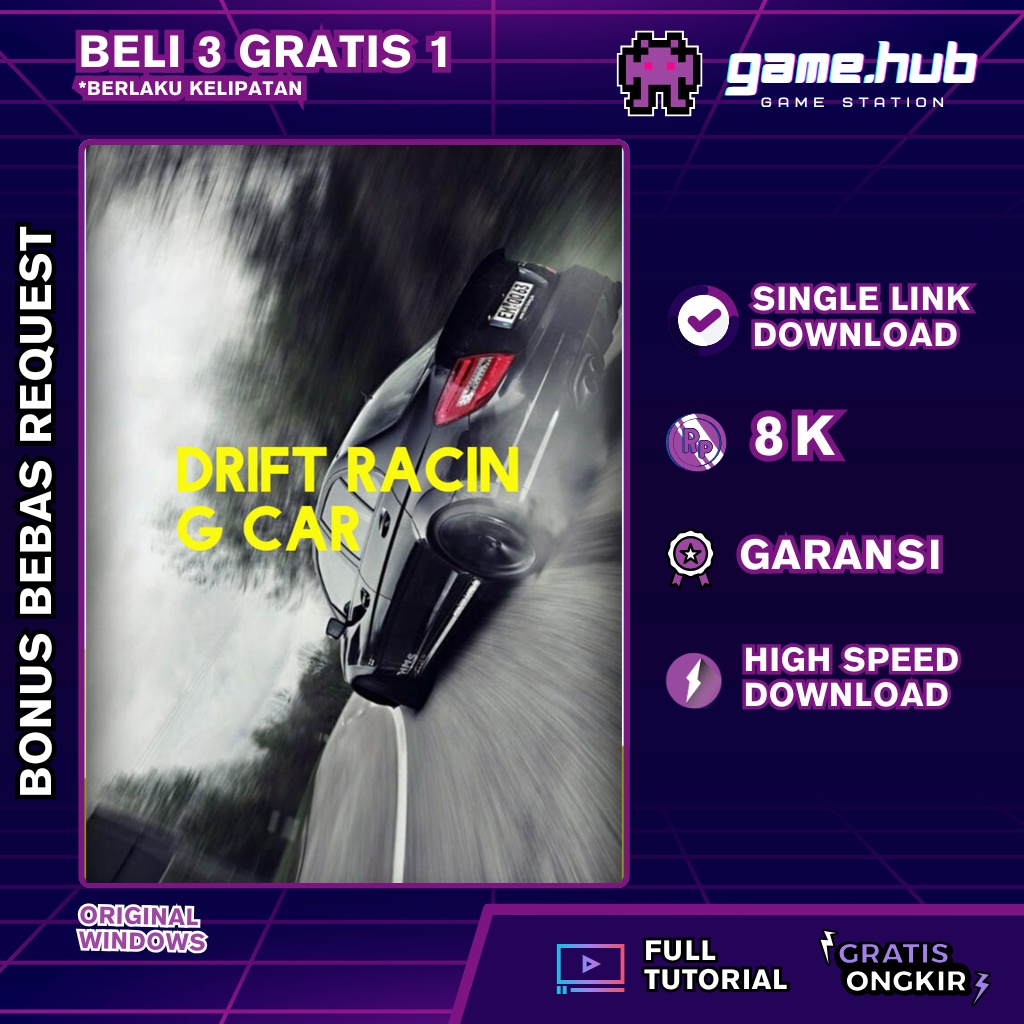 BELI 3 GRATIS 1
*BERLAKU KELIPATAN
game.hub
GAME STATION
BONUS BEBAS REQUEST
DRIFT RACIN
G CAR
SINGLE LINK
DOWNLOAD
Rp
8K
GARANSI
HIGH SPEED
DOWNLOAD
ORIGINAL
WINDOWS
FULL
TUTORIAL
GRATIS
ONGKIR